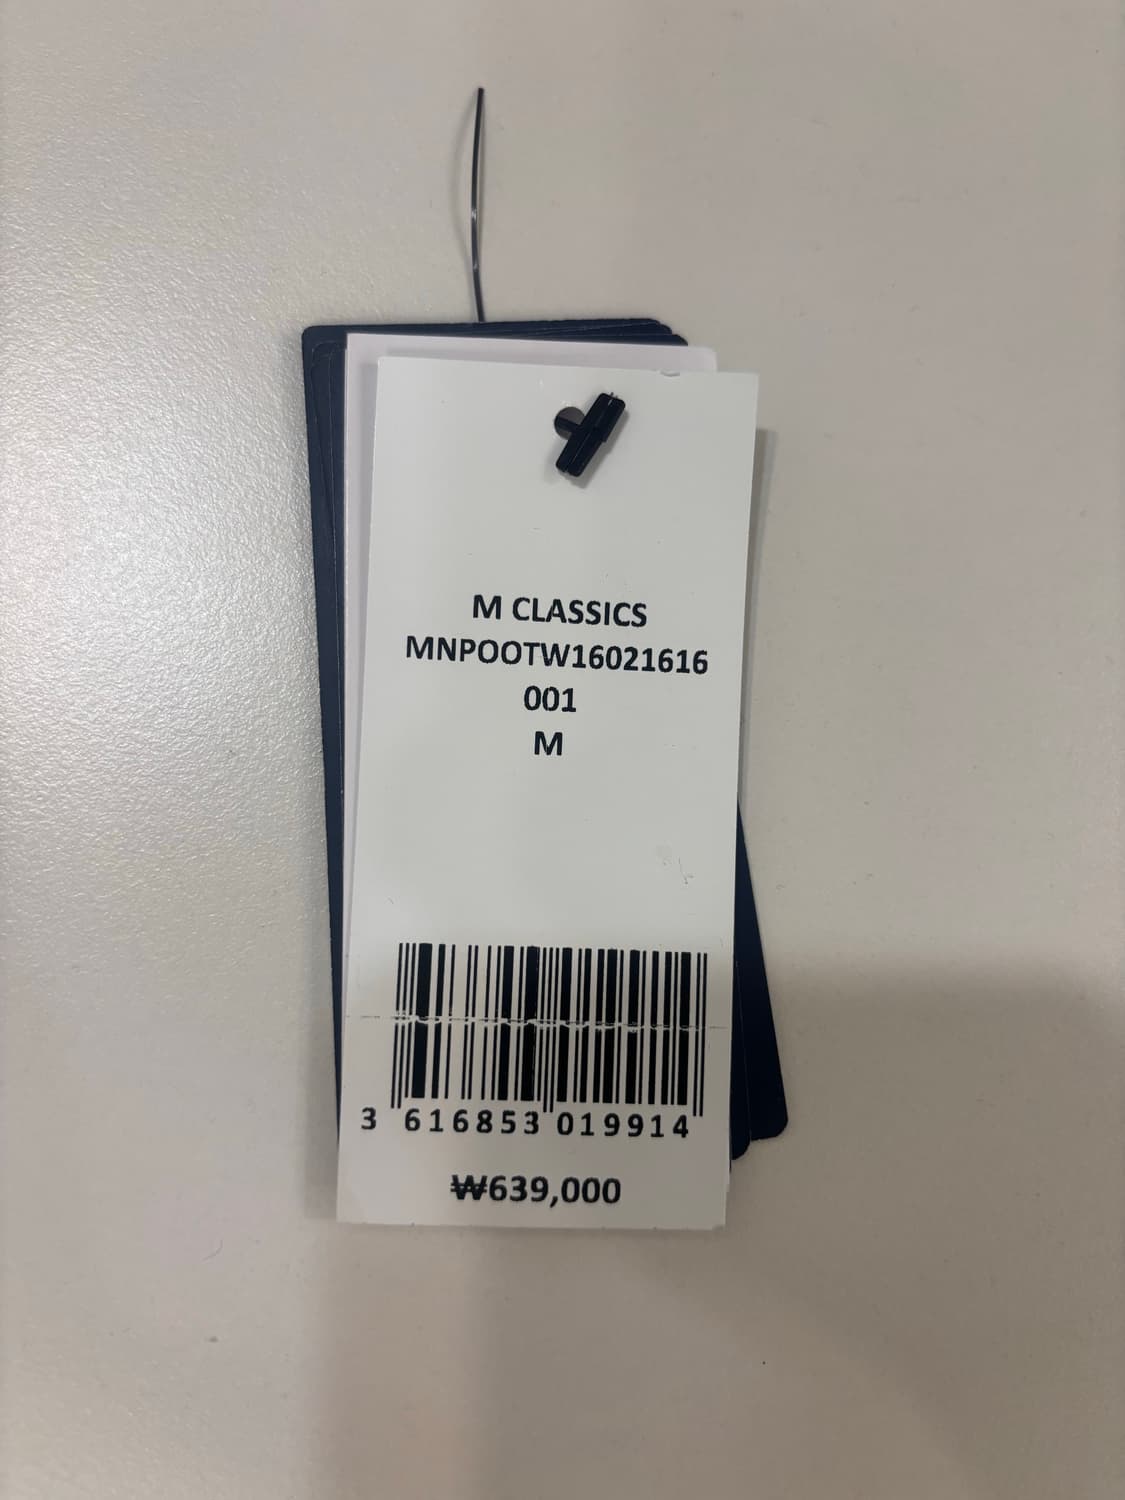 M CLASSICS
MNPOOTW16021616
001
M
3 616853 019914
₩639,000